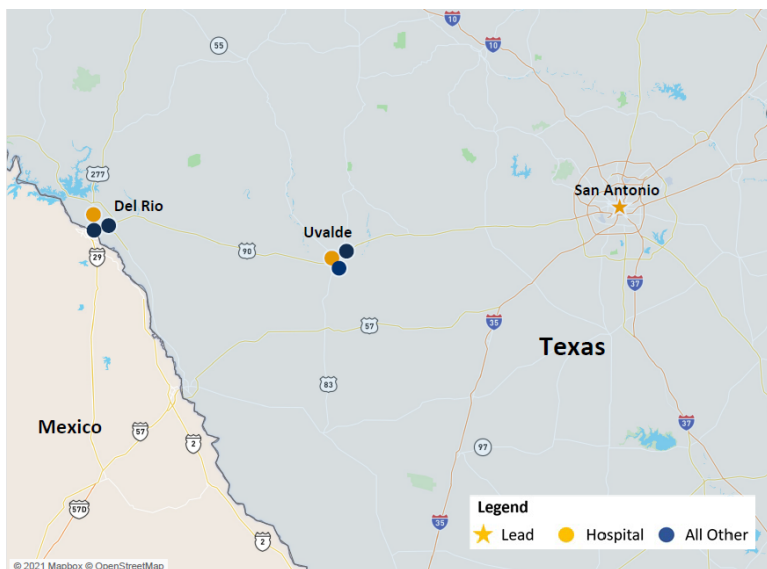 10
10
55
277
San Antonio
Del Rio
Uvalde
90
29
37
57
35
Texas
83
Mexico
37
57
2
97
57D
35
2
Legend
Lead
Hospital
All Other
© 2021 Mapbox © OpenStreetMap